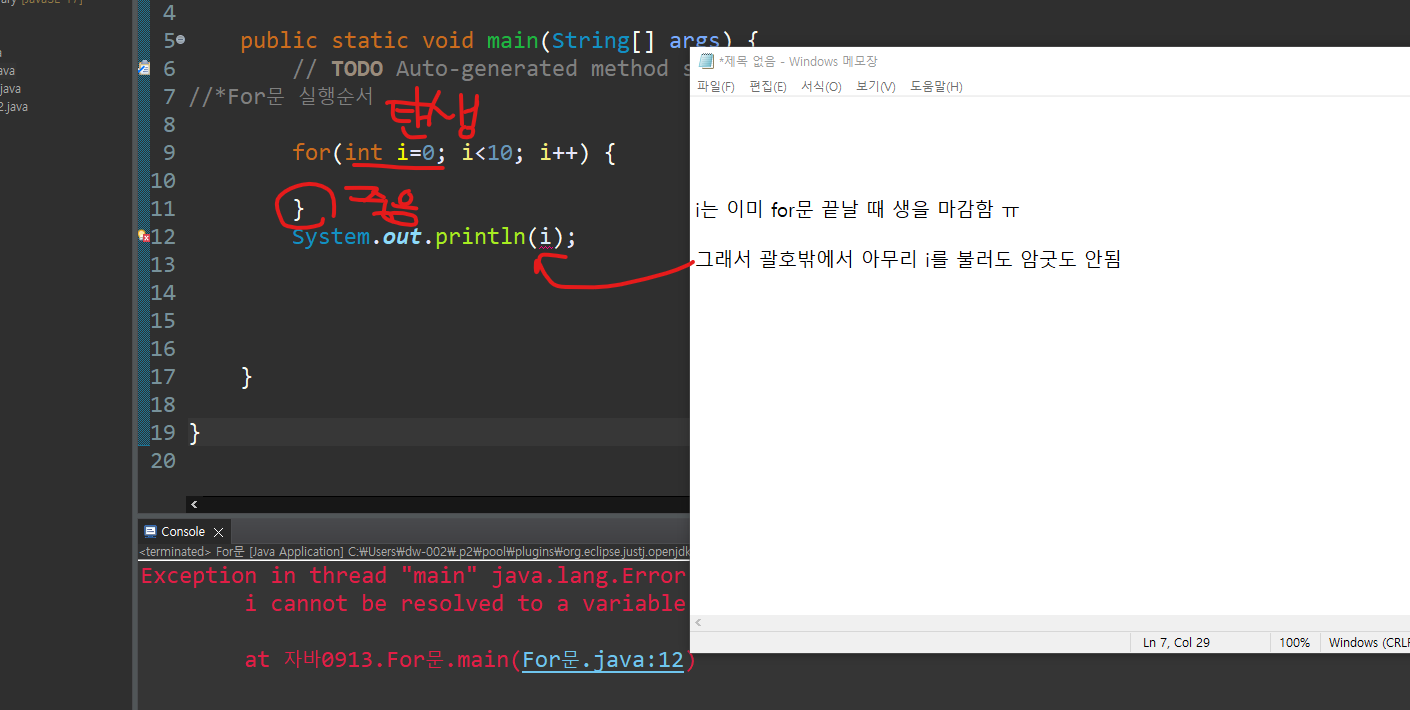 4
5 public static void main(String[] args) {
6 // TODO Auto-generated method s
7 //*For문 실행순서
탄생
8
9 for(int i=0; i<10; i++) {
10
11 }
죽음
12 System.out.println(i);
13
14
15
16
17 }
18
19 }
20
ava
java
2.java
*제목 없음 - Windows 메모장
파일(F) 편집(E) 서식(O) 보기(V) 도움말(H)
i는 이미 for문 끝날 때 생을 마감함 ㅠ
그래서 괄호밖에서 아무리 i를 불러도 암긋도 안됨
Ln 7, Col 29 100% Windows (CRLF
Console
<terminated> For문 [Java Application] C:₩Users₩dw-002₩.p2₩pool₩plugins₩org.eclipse.justj.openjdk
Exception in thread "main" java.lang.Error
i cannot be resolved to a variable
at 자바0913.For문.main(For문.java:12)